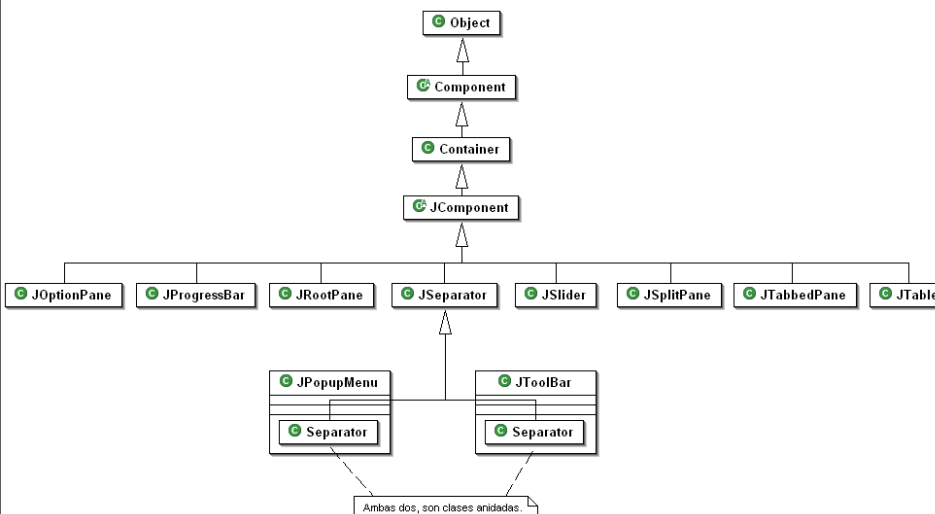 Object
Component
Container
JComponent
JOptionPane
JProgressBar
JRootPane
JSeparator
JSlider
JSplitPane
JTabbedPane
JTable
JPopupMenu
JToolBar
Separator
Separator
Ambas dos, son clases anidadas.